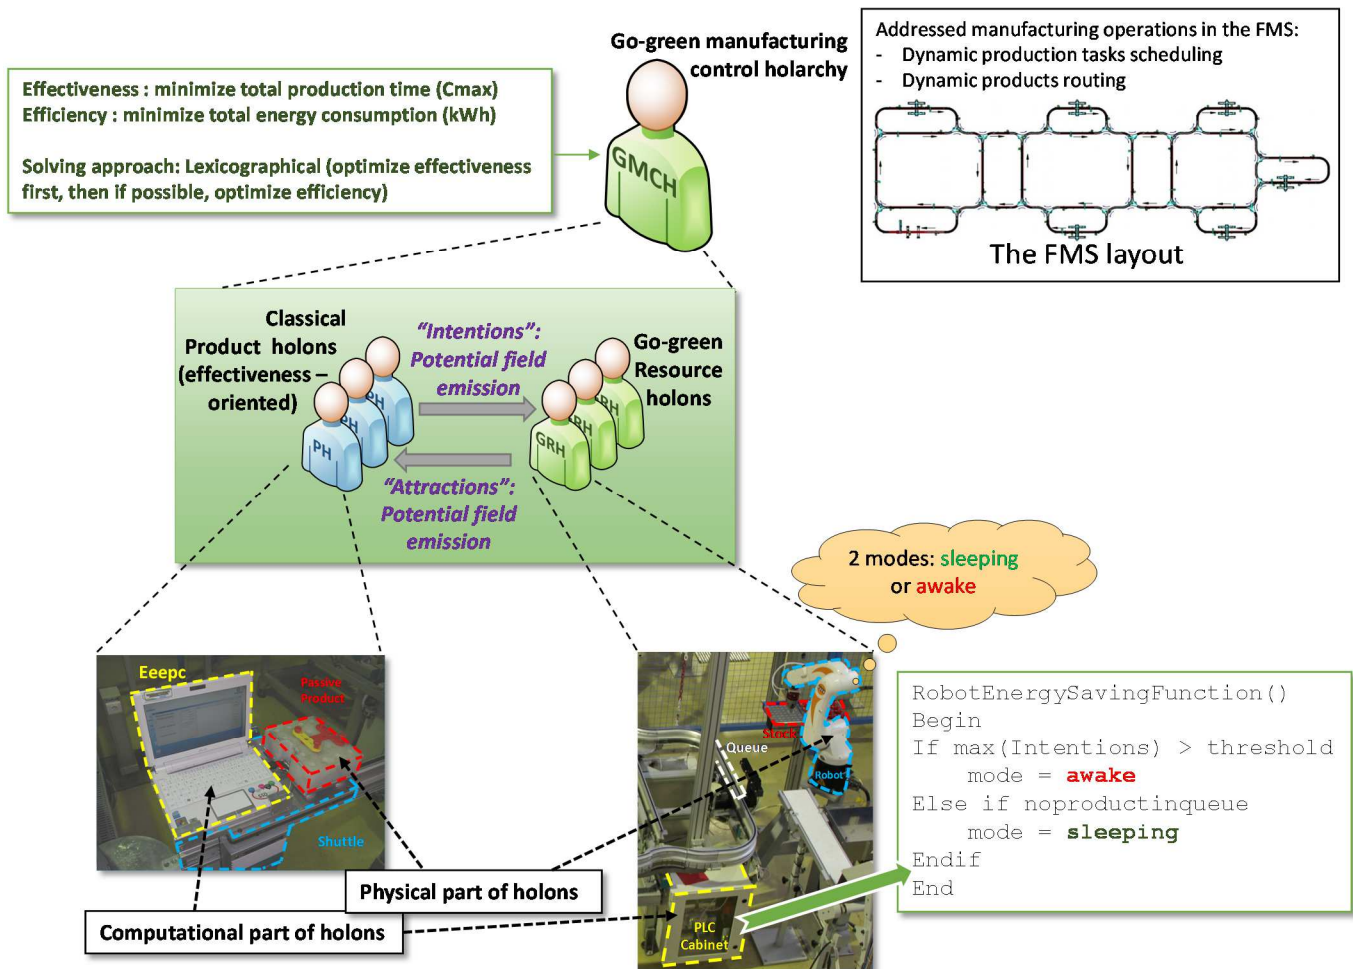 Go-green manufacturing
control holarchy
GMCH
Effectiveness : minimize total production time (Cmax)
Efficiency : minimize total energy consumption (kWh)
Solving approach: Lexicographical (optimize effectiveness
first, then if possible, optimize efficiency)
Addressed manufacturing operations in the FMS:
- Dynamic production tasks scheduling
- Dynamic products routing
The FMS layout
Classical
Product holons
(effectiveness –
oriented)
PH
PH
PH
“Intentions”:
Potential field
emission
“Attractions”:
Potential field
emission
Go-green
Resource
holons
GRH
RH
RH
2 modes: sleeping
or awake
Eeepc
Passive
Product
Shuttle
Stock
Queue
Robot
PLC
Cabinet
Physical part of holons
Computational part of holons
RobotEnergySavingFunction()
Begin
If max(Intentions) > threshold
mode = awake
Else if noproductinqueue
mode = sleeping
Endif
End